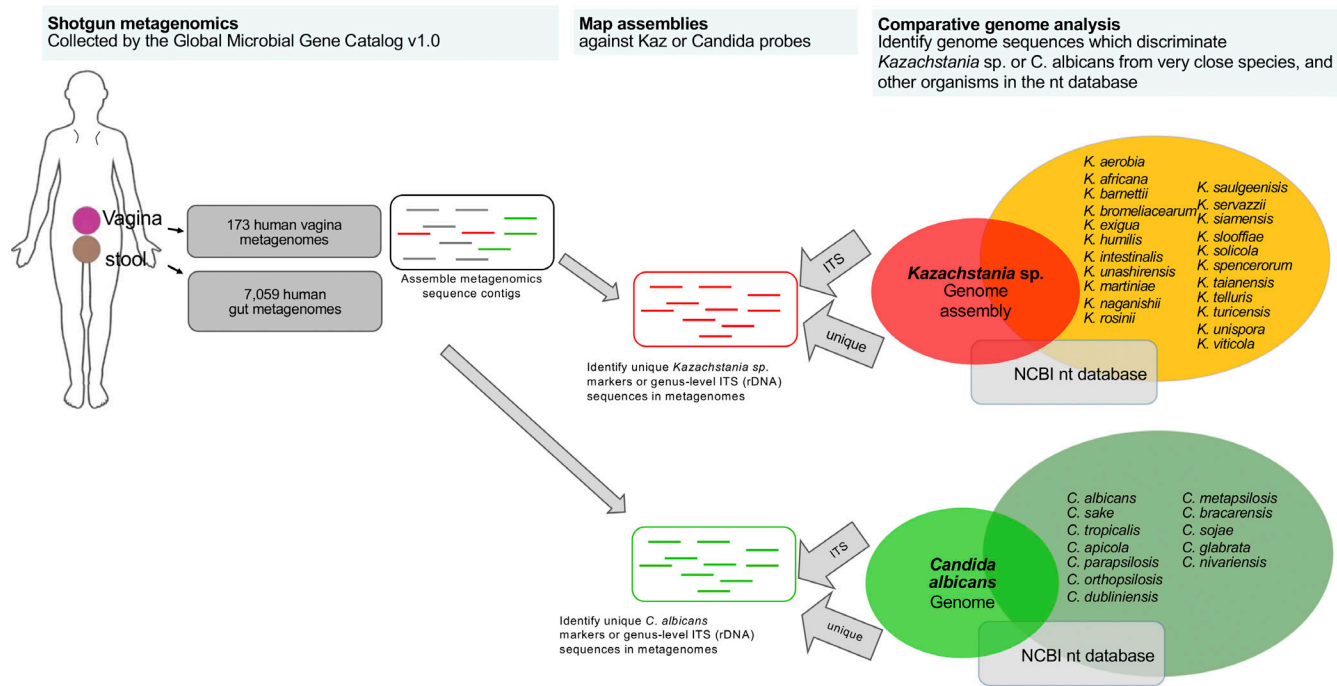 Shotgun metagenomics
Collected by the Global Microbial Gene Catalog v1.0
Map assemblies
against Kaz or Candida probes
Comparative genome analysis
Identify genome sequences which discriminate
Kazachstania sp. or C. albicans from very close species, and
other organisms in the nt database
Vagina
stool
173 human vagina
metagenomes
7,059 human
gut metagenomes
Assemble metagenomics
sequence contigs
Identify unique Kazachstania sp.
markers or genus-level ITS (rDNA)
sequences in metagenomes
ITS
unique
Kazachstania sp.
Genome
assembly
K. aerobia
K. africana
K. barnettii
K. bromeliacearum
K. exigua
K. humilis
K. intestinalis
K. unashirensis
K. martiniae
K. naganishii
K. rosinii
K. saulgeenisis
K. servazzii
K. siamensis
K. slooffiae
K. solicola
K. spencerorum
K. taianensis
K. telluris
K. turicensis
K. unispora
K. viticola
NCBI nt database
Identify unique C. albicans
markers or genus-level ITS (rDNA)
sequences in metagenomes
ITS
unique
Candida
albicans
Genome
C. albicans
C. sake
C. tropicalis
C. apicola
C. parapsilosis
C. orthopsilosis
C. dubliniensis
C. metapsilosis
C. bracarensis
C. sojae
C. glabrata
C. nivariensis
NCBI nt database